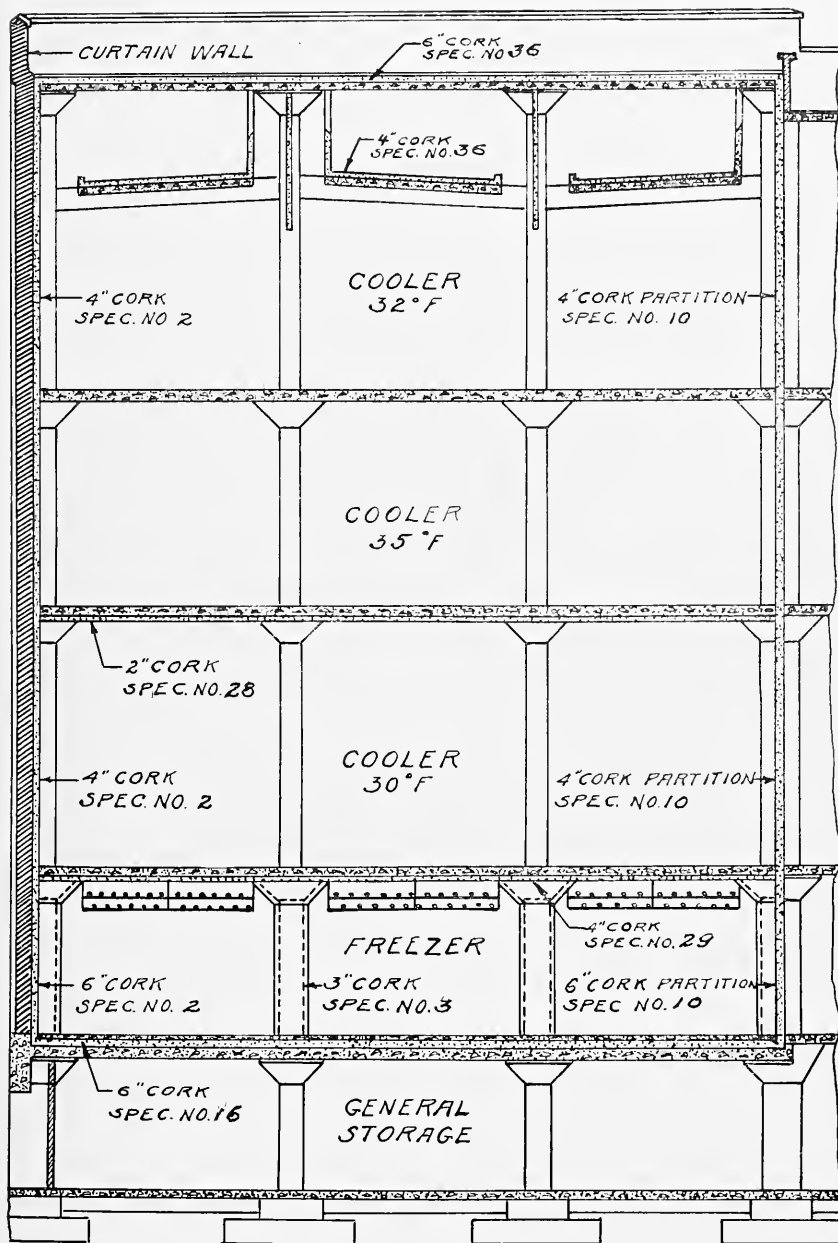 CURTAIN WALL
6" CORK
SPEC. NO 36
4" CORK
SPEC. NO. 36
COOLER
32°F
4" CORK
SPEC. NO 2
4" CORK PARTITION
SPEC. NO. 10
COOLER
35°F
2" CORK
SPEC. NO. 28
COOLER
30°F
4" CORK
SPEC. NO. 2
4" CORK PARTITION
SPEC. NO. 10
4" CORK
SPEC. NO. 29
FREEZER
6" CORK
SPEC. NO. 2
3" CORK
SPEC. NO. 3
6" CORK PARTITION
SPEC NO. 10
6" CORK
SPEC. NO. 16
GENERAL
STORAGE